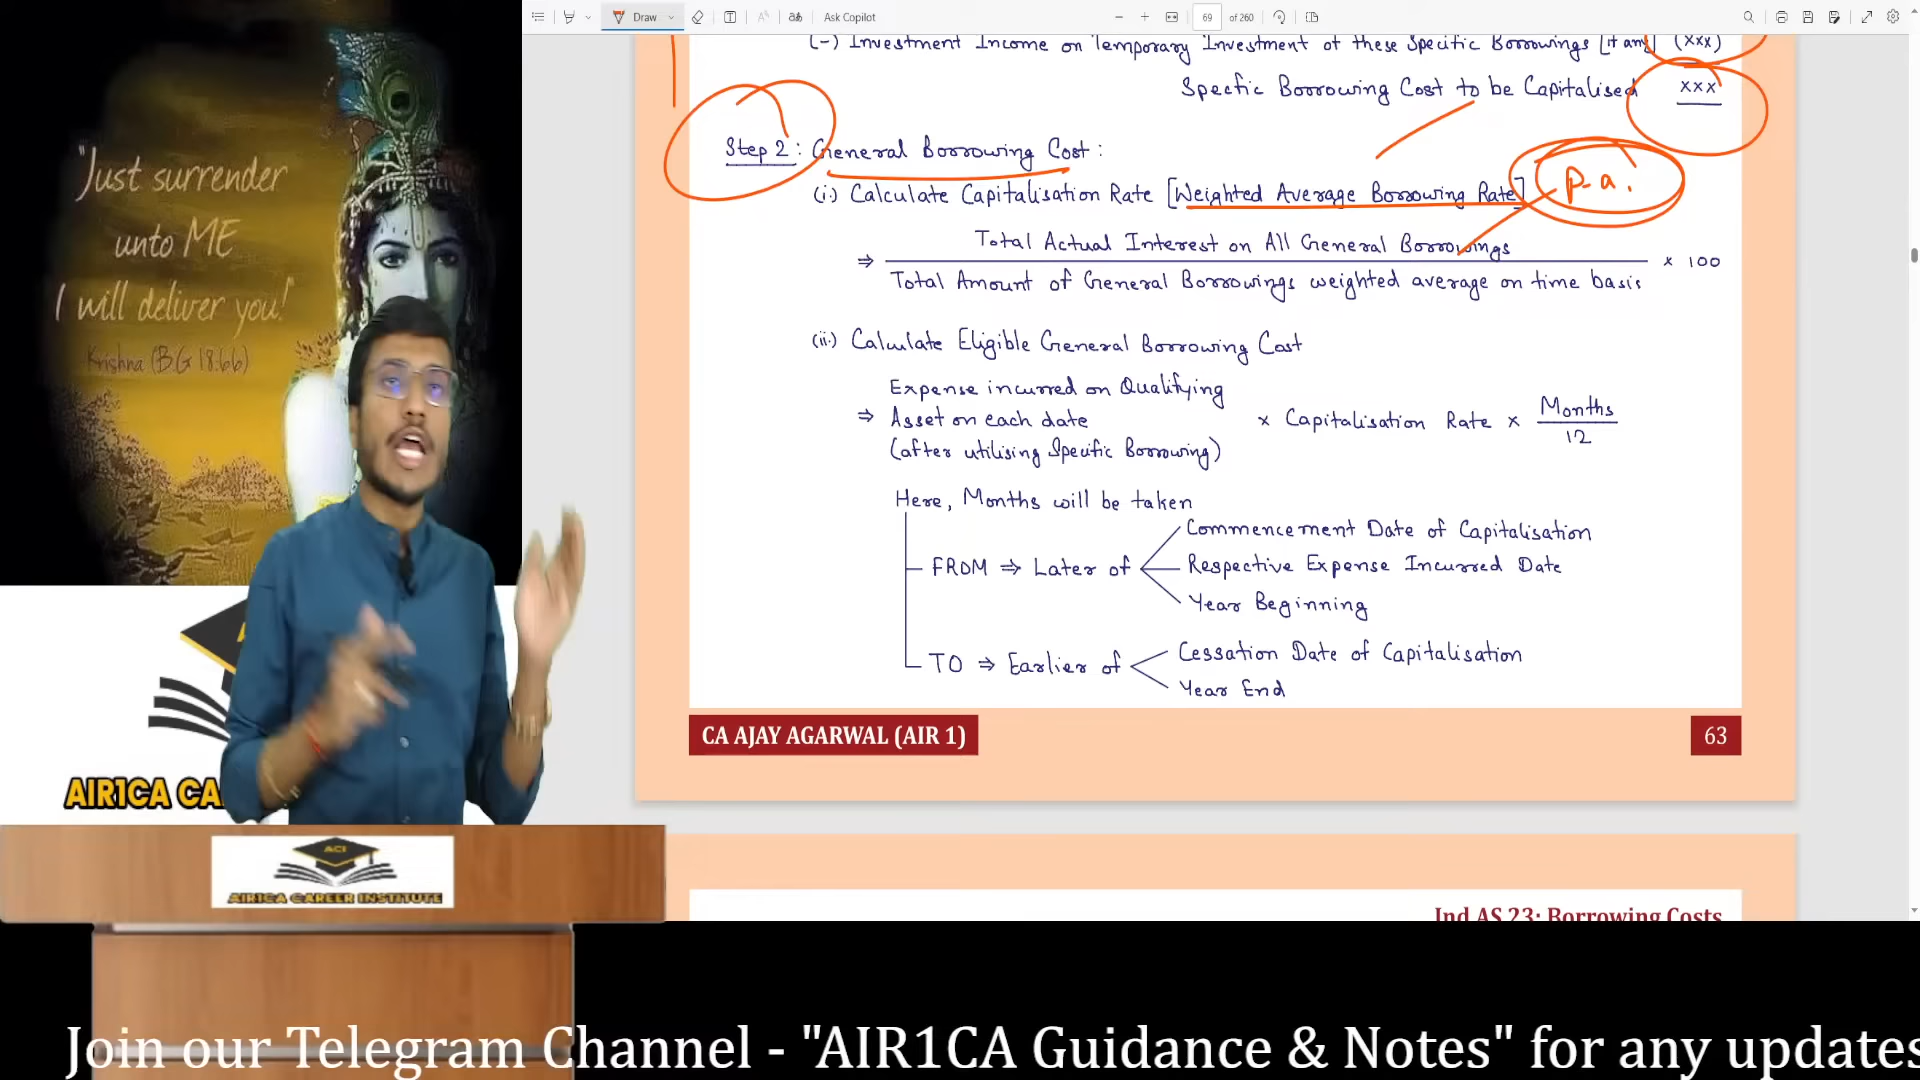 Draw
Ask Copilot
69 of 260
"Just surrender
unto ME
I will deliver you!"
Krishna (B.G 18.66)
(-) Investment Income on Temporary Investment of these Specific Borrowings [if any] (xxx)
Specfic Borrowing Cost to be Capitalised xxx
Step 2: General Borrowing Cost:
(i.) Calculate Capitalisation Rate [Weighted Average Borrowing Rate] p.a.
⇒ Total Actual Interest on All General Borrowings
Total Amount of General Borrowings weighted average on time basis × 100
(ii.) Calculate Eligible General Borrowing Cost
Expense incurred on Qualifying
⇒ Asset on each date × Capitalisation Rate × Months
12
(after utilising Specific Borrowing)
Here, Months will be taken
FROM ⇒ Later of
Commencement Date of Capitalisation
Respective Expense Incurred Date
Year Beginning
TO ⇒ Earlier of
Cessation Date of Capitalisation
Year End
CA AJAY AGARWAL (AIR 1) 63
AIR1CA CA
ACI
AIR1CA CAREER INSTITUTE
Ind AS 23: Borrowing Costs
Join our Telegram Channel - "AIR1CA Guidance & Notes" for any updates